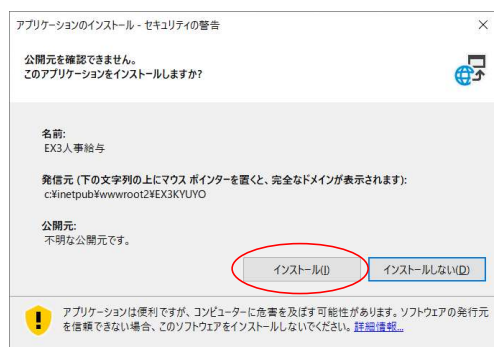 アプリケーションのインストール - セキュリティの警告
公開元を確認できません。
このアプリケーションをインストールしますか?
名前:
EX3人事給与
発信元 (下の文字列の上にマウス ポインターを置くと、完全なドメインが表示されます):
c:¥inetpub¥wwwroot2¥EX3KYUYO
公開元:
不明な公開元です。
インストール(I) インストールしない(D)
アプリケーションは便利ですが、コンピューターに危害を及ぼす可能性があります。ソフトウェアの発行元
を信頼できない場合、このソフトウェアをインストールしないでください。詳細情報...